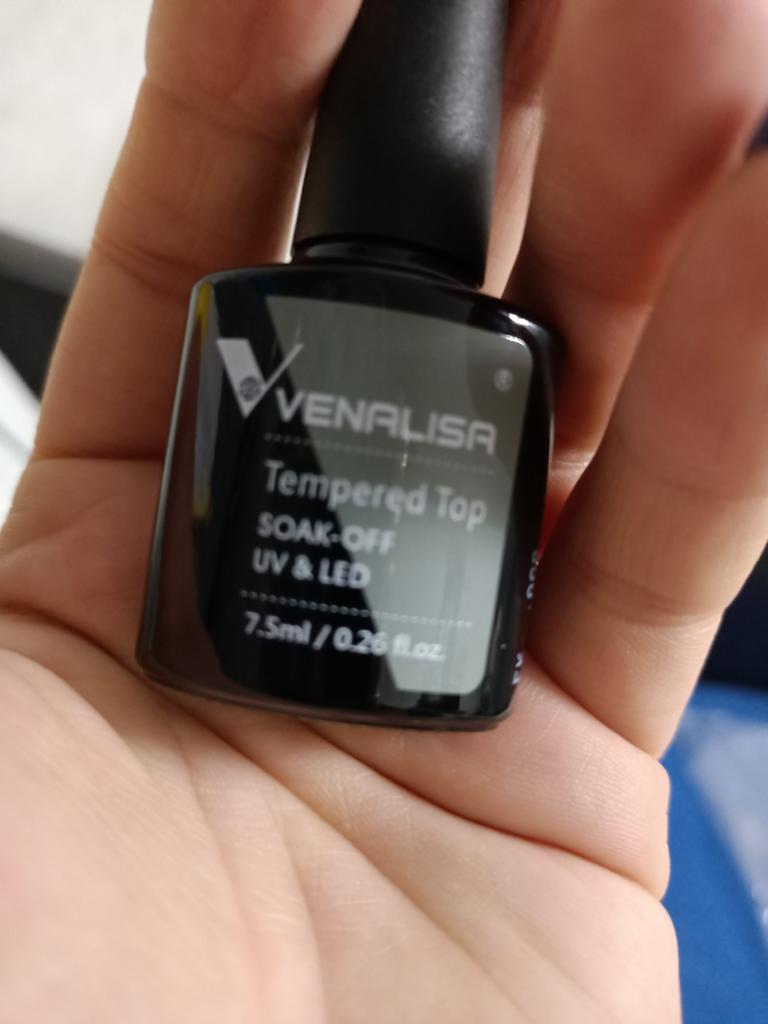 VENALISA
®
Tempered Top
SOAK-OFF
UV & LED
7.5ml / 0.26 fl.oz.